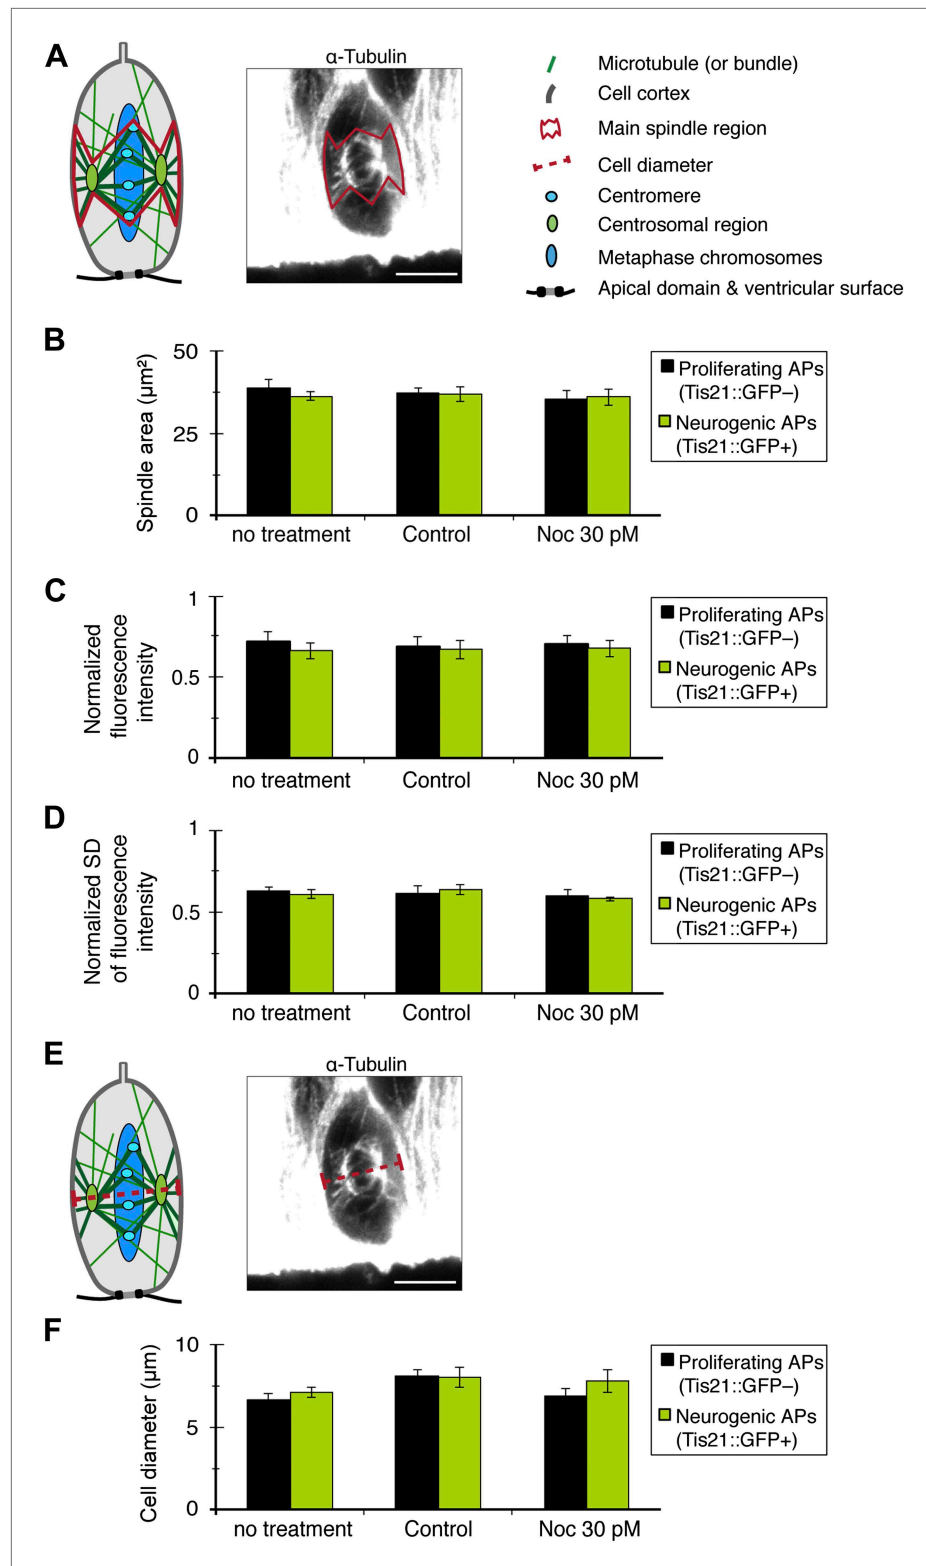 A
α-Tubulin
Microtubule (or bundle)
Cell cortex
Main spindle region
Cell diameter
Centromere
Centrosomal region
Metaphase chromosomes
Apical domain & ventricular surface
B
Spindle area (µm²)
50
25
0
no treatment
Control
Noc 30 pM
Proliferating APs
(Tis21::GFP–)
Neurogenic APs
(Tis21::GFP+)
C
Normalized
fluorescence
intensity
1
0.5
0
no treatment
Control
Noc 30 pM
Proliferating APs
(Tis21::GFP–)
Neurogenic APs
(Tis21::GFP+)
D
Normalized SD
of fluorescence
intensity
1
0.5
0
no treatment
Control
Noc 30 pM
Proliferating APs
(Tis21::GFP–)
Neurogenic APs
(Tis21::GFP+)
E
α-Tubulin
F
Cell diameter (µm)
10
5
0
no treatment
Control
Noc 30 pM
Proliferating APs
(Tis21::GFP–)
Neurogenic APs
(Tis21::GFP+)